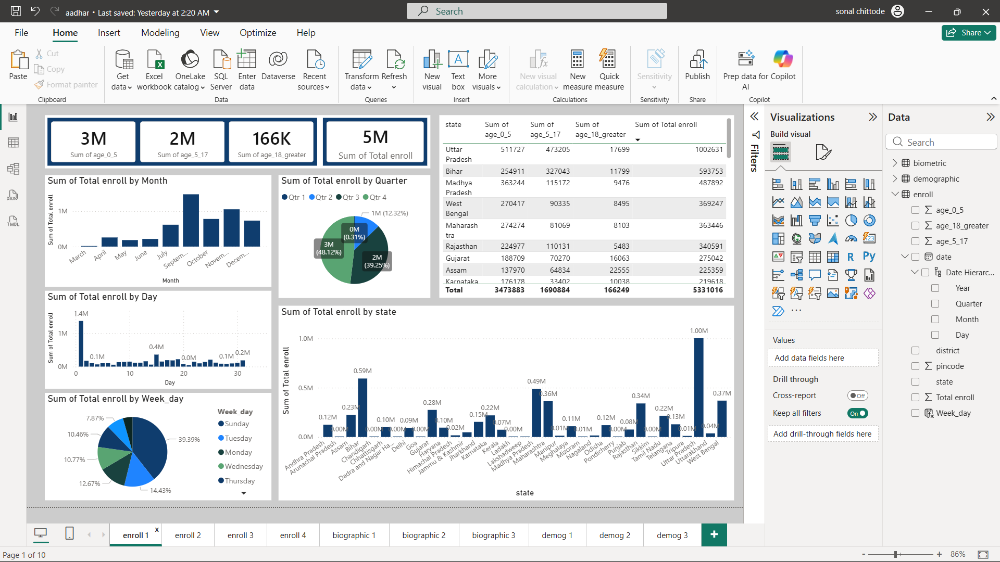 aadhar • Last saved: Yesterday at 2:20 AM
Search
sonal chittode
File
Home
Insert
Modeling
View
Optimize
Help
Share
Paste
Cut
Copy
Format painter
Clipboard
Get data
Excel workbook
OneLake catalog
SQL Server
Enter data
Dataverse
Recent sources
Data
Transform data
Refresh
Queries
New visual
Text box
More visuals
Insert
New visual calculation
New measure
Quick measure
Calculations
Sensitivity
Sensitivity
Publish
Share
Prep data for AI
Copilot
Copilot
3M
Sum of age_0_5
2M
Sum of age_5_17
166K
Sum of age_18_greater
5M
Sum of Total enroll
state Sum of age_0_5 Sum of age_5_17 Sum of age_18_greater Sum of Total enroll
Uttar Pradesh 511727 473205 17699 1002631
Bihar 254911 327043 11799 593753
Madhya Pradesh 363244 115172 9476 487892
West Bengal 270417 90335 8495 369247
Maharashtra 274274 81069 8103 363446
Rajasthan 224977 110131 5483 340591
Gujarat 188709 70270 16063 275042
Assam 137970 64834 22555 225359
Karnataka 176178 33402 10038 219618
Total 3473883 1690884 166249 5331016
Sum of Total enroll by Month
Sum of Total enroll
1M
0M
March
April
May
June
July
Septem...
October
Novem...
Decem...
Month
Sum of Total enroll by Quarter
Qtr 1 Qtr 2 Qtr 3 Qtr 4
1M (12.32%)
0M (0.31%)
3M (48.12%)
2M (39.25%)
Sum of Total enroll by Day
Sum of Total enroll
1.4M
1M
0M
0.1M
0.4M
0.0M
0.1M
0.2M
0 10 20 30
Day
Sum of Total enroll by Week_day
7.87%
10.46%
10.77%
12.67%
14.43%
39.39%
Week_day
Sunday
Tuesday
Monday
Wednesday
Thursday
Sum of Total enroll by state
Sum of Total enroll
1.0M
0.5M
0.0M
0.12M
0.00M
0.23M
0.59M
0.00M
0.10M
0.00M
0.09M
0.00M
0.28M
0.10M
0.02M
0.15M
0.22M
0.07M
0.00M
0.49M
0.36M
0.01M
0.11M
0.01M
0.12M
0.00M
0.08M
0.34M
0.00M
0.22M
0.13M
0.01M
1.00M
0.04M
0.37M
Andhra Pradesh
Arunachal Pradesh
Assam
Bihar
Chandigarh
Chhattisgarh
Dadra and Nagar Ha...
Delhi
Goa
Gujarat
Haryana
Himachal Pradesh
Jammu & Kashmir
Jharkhand
Karnataka
Kerala
Ladakh
Lakshadweep
Madhya Pradesh
Maharashtra
Manipur
Meghalaya
Mizoram
Nagaland
Odisha
Pondicherry
Punjab
Rajasthan
Sikkim
Tamil Nadu
Telangana
Tripura
Uttar Pradesh
Uttarakhand
West Bengal
state
Filters
Visualizations
Build visual
123
R
Py
...
Values
Add data fields here
Drill through
Cross-report
Off
Keep all filters
On
Add drill-through fields here
Data
Search
biometric
demographic
enroll
age_0_5
age_18_greater
age_5_17
date
Date Hierarc...
Year
Quarter
Month
Day
district
pincode
state
Total enroll
Week_day
DAX
TMDL
enroll 1
x
enroll 2
enroll 3
enroll 4
biographic 1
biographic 2
biographic 3
demog 1
demog 2
demog 3
+
Page 1 of 10
- + 86%